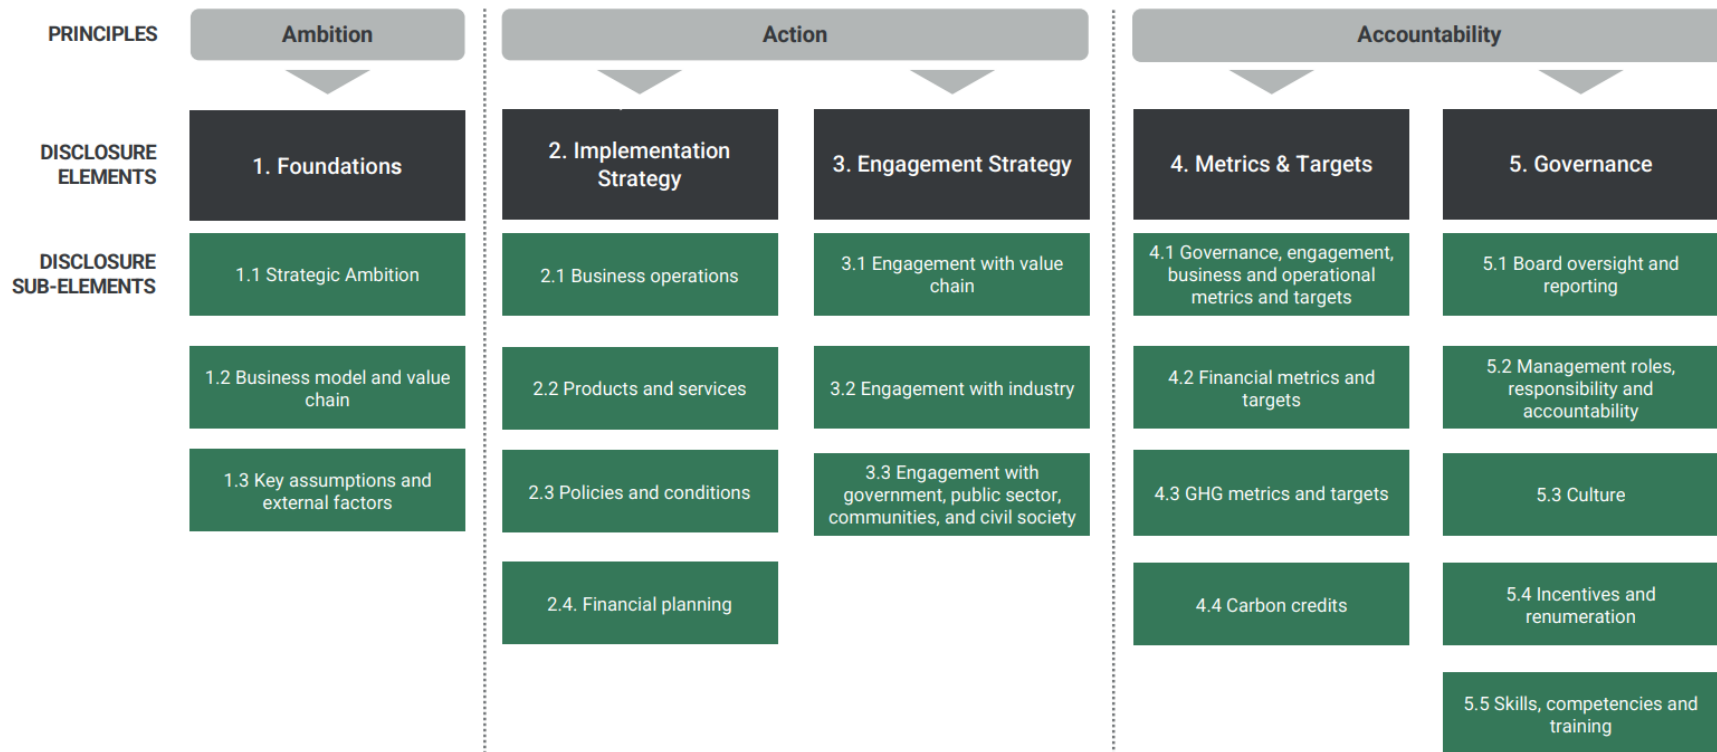 PRINCIPLES
Ambition
Action
Accountability
DISCLOSURE
ELEMENTS
1. Foundations
2. Implementation
Strategy
3. Engagement Strategy
4. Metrics & Targets
5. Governance
DISCLOSURE
SUB-ELEMENTS
1.1 Strategic Ambition
2.1 Business operations
3.1 Engagement with value
chain
4.1 Governance, engagement,
business and operational
metrics and targets
5.1 Board oversight and
reporting
1.2 Business model and value
chain
2.2 Products and services
3.2 Engagement with industry
4.2 Financial metrics and
targets
5.2 Management roles,
responsibility and
accountability
1.3 Key assumptions and
external factors
2.3 Policies and conditions
3.3 Engagement with
government, public sector,
communities, and civil society
4.3 GHG metrics and targets
5.3 Culture
2.4. Financial planning
4.4 Carbon credits
5.4 Incentives and
renumeration
5.5 Skills, competencies and
training